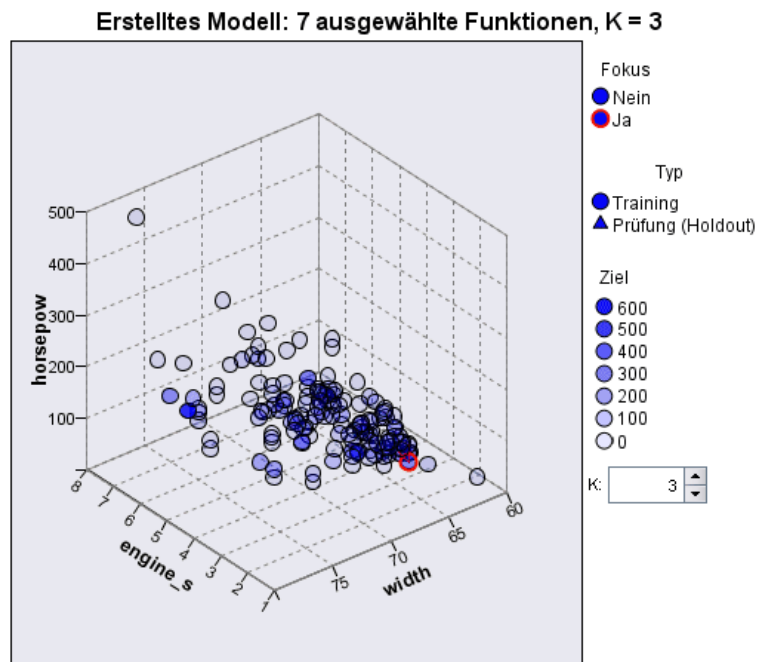 Erstelltes Modell: 7 ausgewählte Funktionen, K = 3
Fokus
Nein
Ja
Typ
Training
Prüfung (Holdout)
Ziel
600
500
400
300
200
100
0
K: 3
horsepow
500
400
300
200
100
engine_s
8
7
6
5
4
3
2
1
width
75
70
65
60